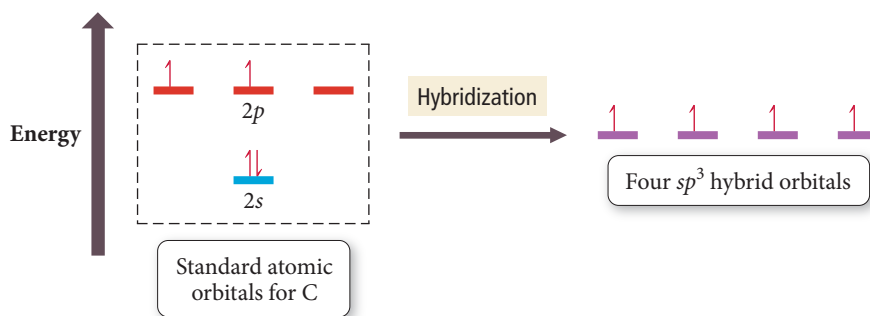 Energy
2p
2s
Standard atomic
orbitals for C
Hybridization
Four sp³ hybrid orbitals